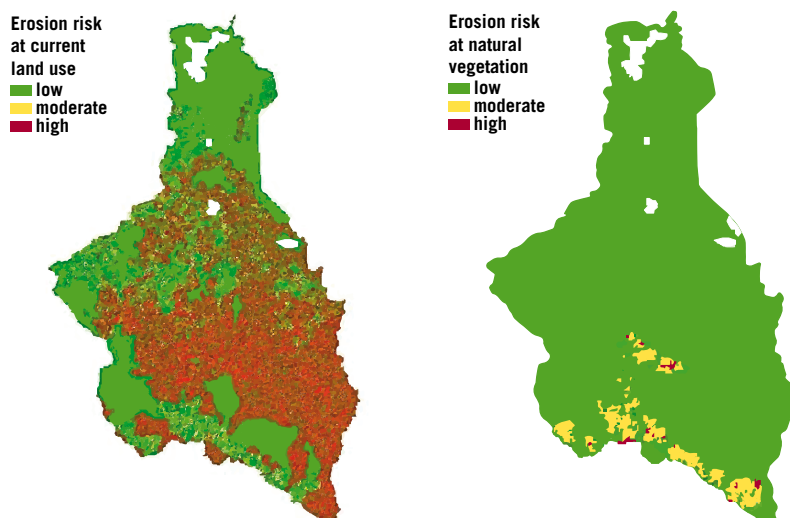 Erosion risk
at current
land use
low
moderate
high
Erosion risk
at natural
vegetation
low
moderate
high